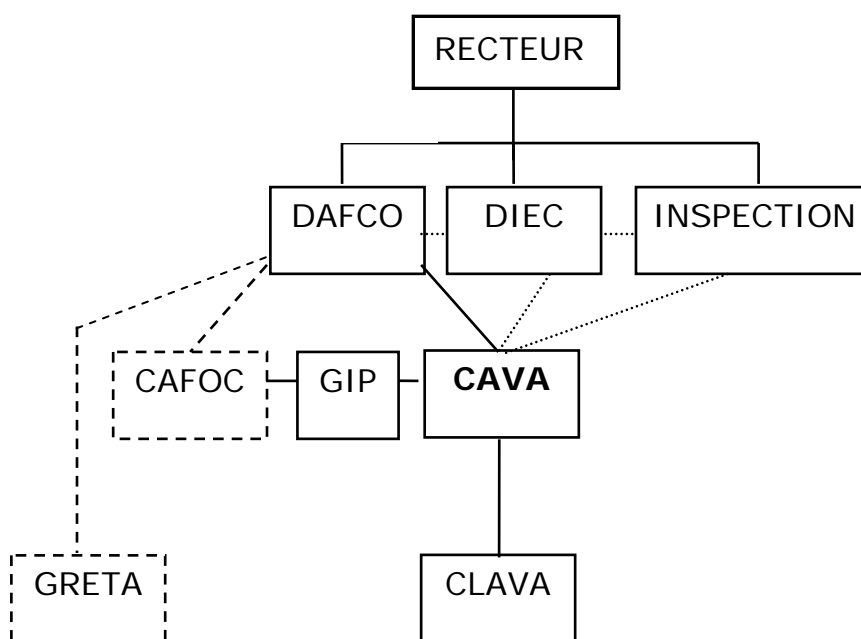 RECTEUR
DAFCO
DIEC
INSPECTION
CAFOC
GIP
CAVA
GRETA
CLAVA